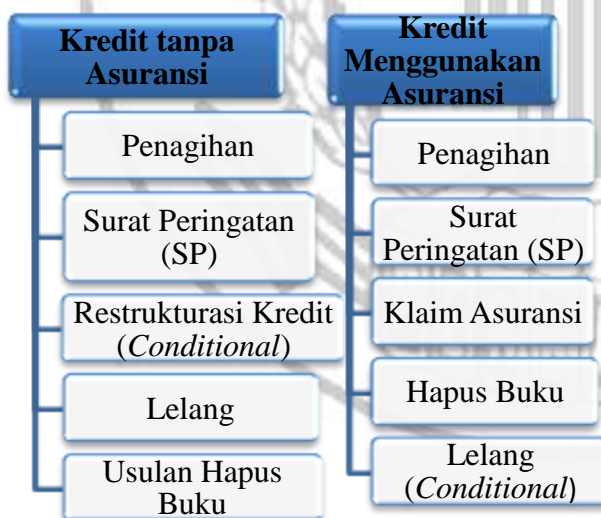 Kredit tanpa
Asuransi
Penagihan
Surat Peringatan
(SP)
Restrukturasi Kredit
(Conditional)
Lelang
Usulan Hapus
Buku
Kredit
Menggunakan
Asuransi
Penagihan
Surat
Peringatan (SP)
Klaim Asuransi
Hapus Buku
Lelang
(Conditional)